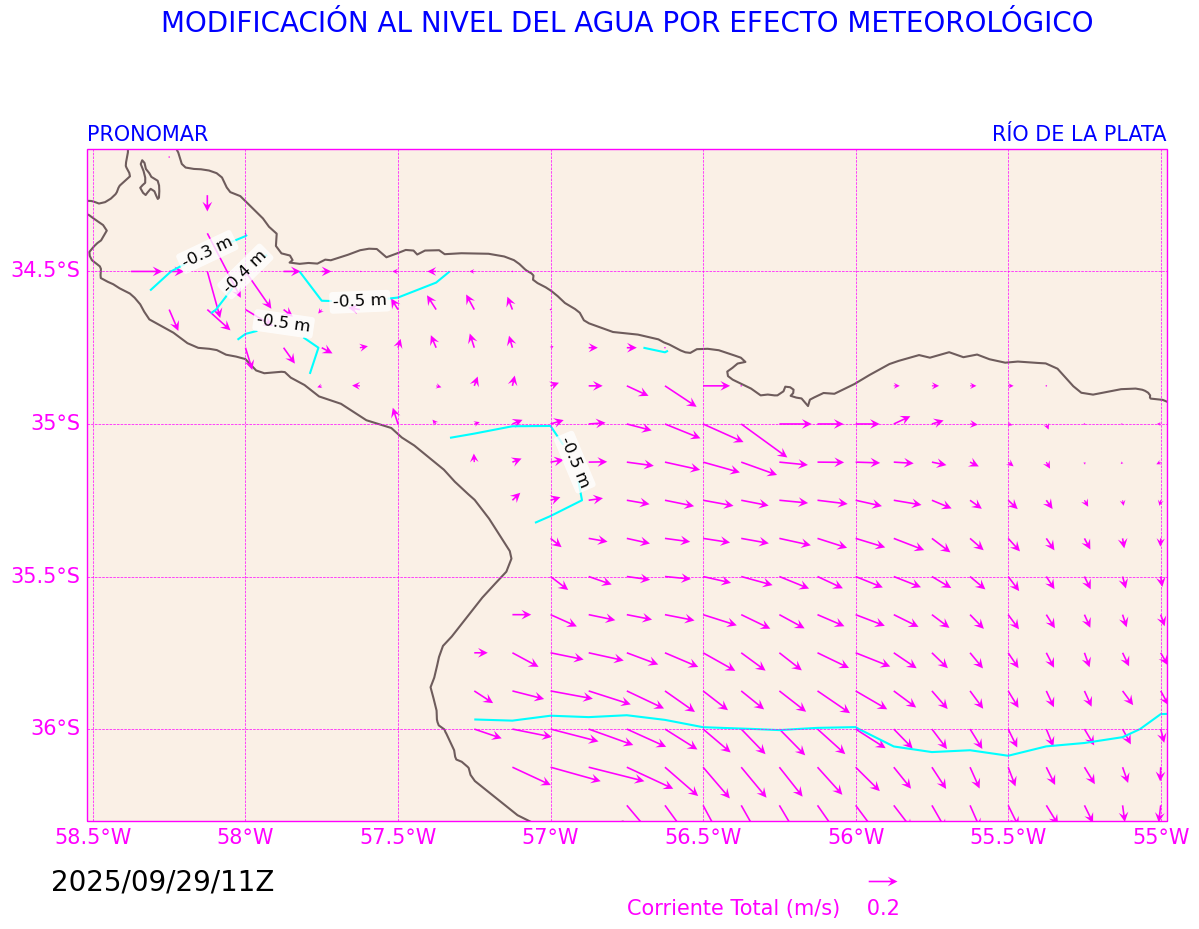 MODIFICACIÓN AL NIVEL DEL AGUA POR EFECTO METEOROLÓGICO
PRONOMAR
RÍO DE LA PLATA
-0.3 m
-0.4 m
34.5°S
-0.5 m
-0.5 m
35°S
-0.5 m
35.5°S
36°S
58.5°W 58°W 57.5°W 57°W 56.5°W 56°W 55.5°W 55°W
2025/09/29/11Z
Corriente Total (m/s) 0.2